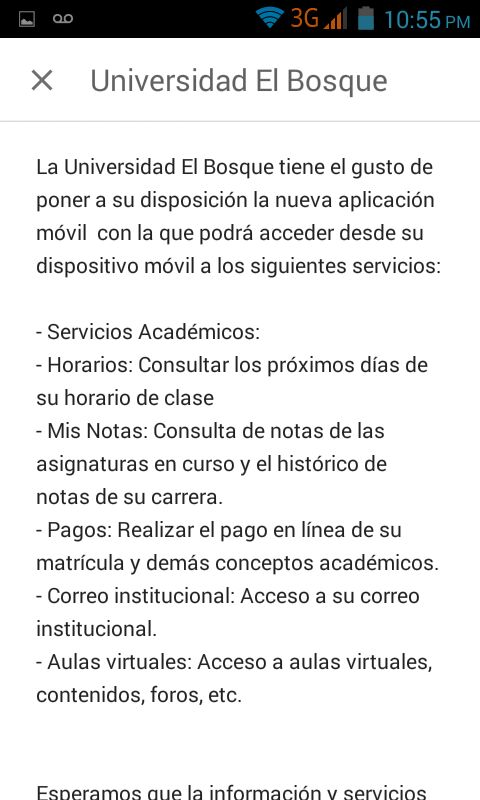 3G 10:55 PM
Universidad El Bosque
La Universidad El Bosque tiene el gusto de
poner a su disposición la nueva aplicación
móvil  con la que podrá acceder desde su
dispositivo móvil a los siguientes servicios:
- Servicios Académicos:
- Horarios: Consultar los próximos días de
su horario de clase
- Mis Notas: Consulta de notas de las
asignaturas en curso y el histórico de
notas de su carrera.
- Pagos: Realizar el pago en línea de su
matrícula y demás conceptos académicos.
- Correo institucional: Acceso a su correo
institucional.
- Aulas virtuales: Acceso a aulas virtuales,
contenidos, foros, etc.
Esperamos que la información y servicios